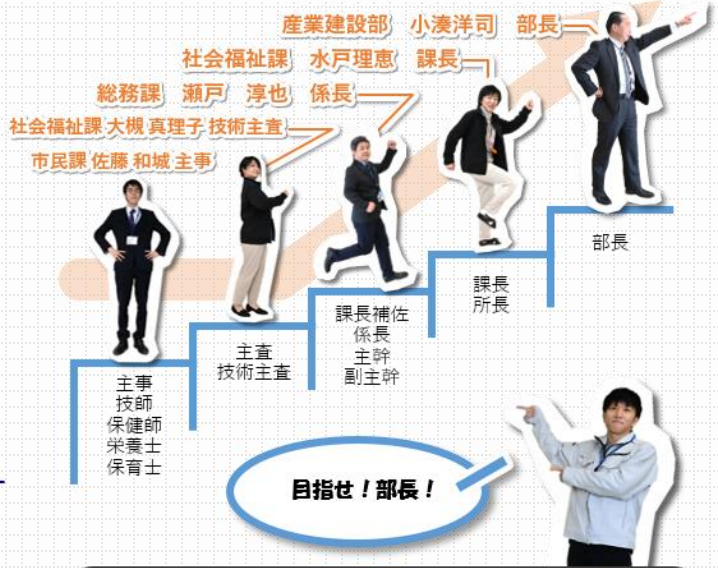 産業建設部 小湊洋司 部長
社会福祉課 水戸理恵 課長
総務課 瀬戸 淳也 係長
社会福祉課 大槻 真理子 技術主査
市民課 佐藤 和城 主事
部長
課長
所長
課長補佐
係長
主幹
副主幹
主査
技術主査
主事
技師
保健師
栄養士
保育士
目指せ！部長！